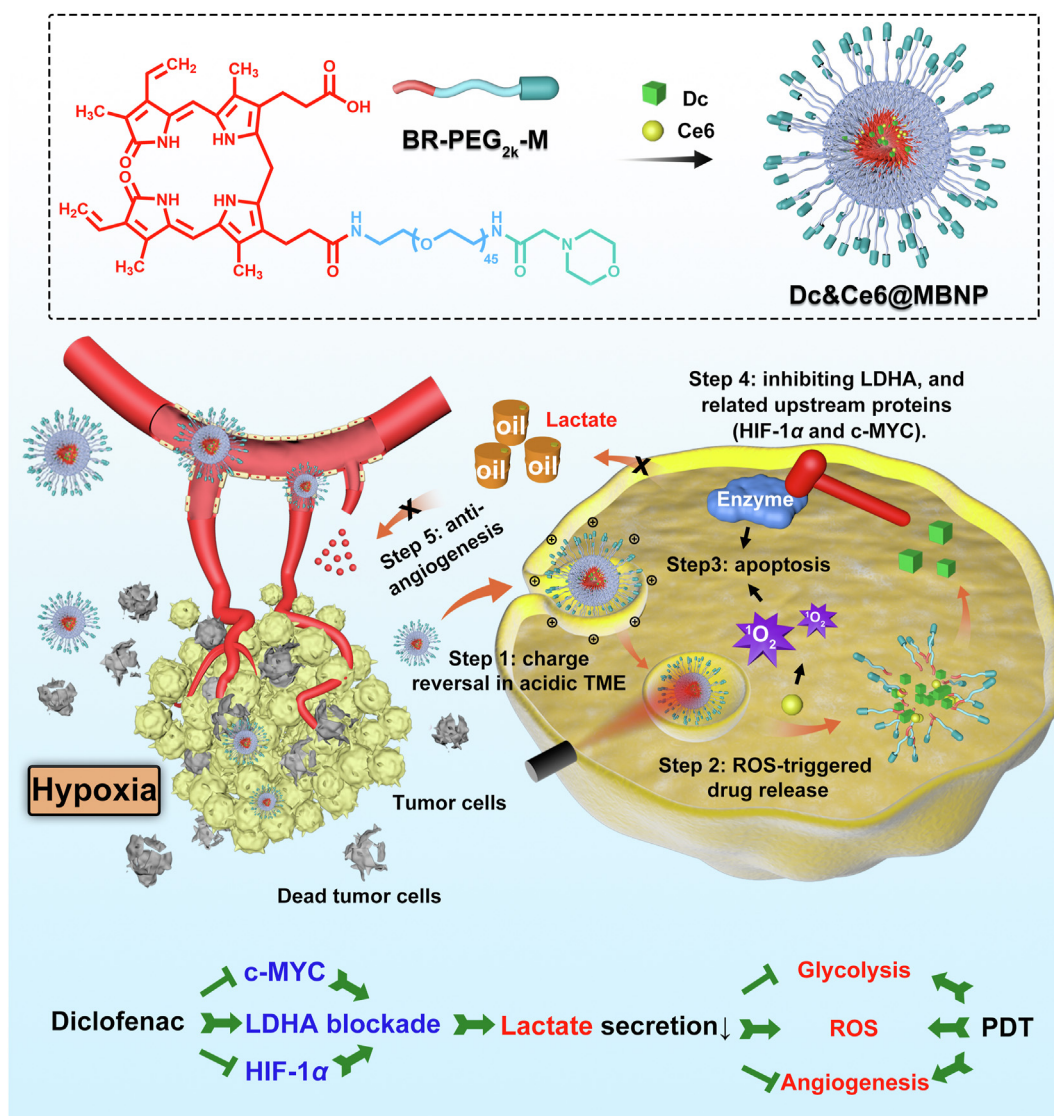 CH₂
CH₃
O
OH
H₃C
NH
HN
O
O
NH
HN
H₂C
H₃C
CH₃
O
H
N
O
45
H
N
O
N
O
BR-PEG₂ₖ-M
Dc
Ce6
Dc&Ce6@MBNP
Step 4: inhibiting LDHA, and
related upstream proteins
(HIF-1α and c-MYC).
oil
oil
oil
Lactate
X
X
Step 5: anti-
angiogenesis
Enzyme
Step3: apoptosis
¹O₂
¹O₂
Step 1: charge
reversal in acidic TME
Step 2: ROS-triggered
drug release
Hypoxia
Tumor cells
Dead tumor cells
Diclofenac
c-MYC
LDHA blockade
HIF-1α
Lactate secretion↓
Glycolysis
ROS
Angiogenesis
PDT